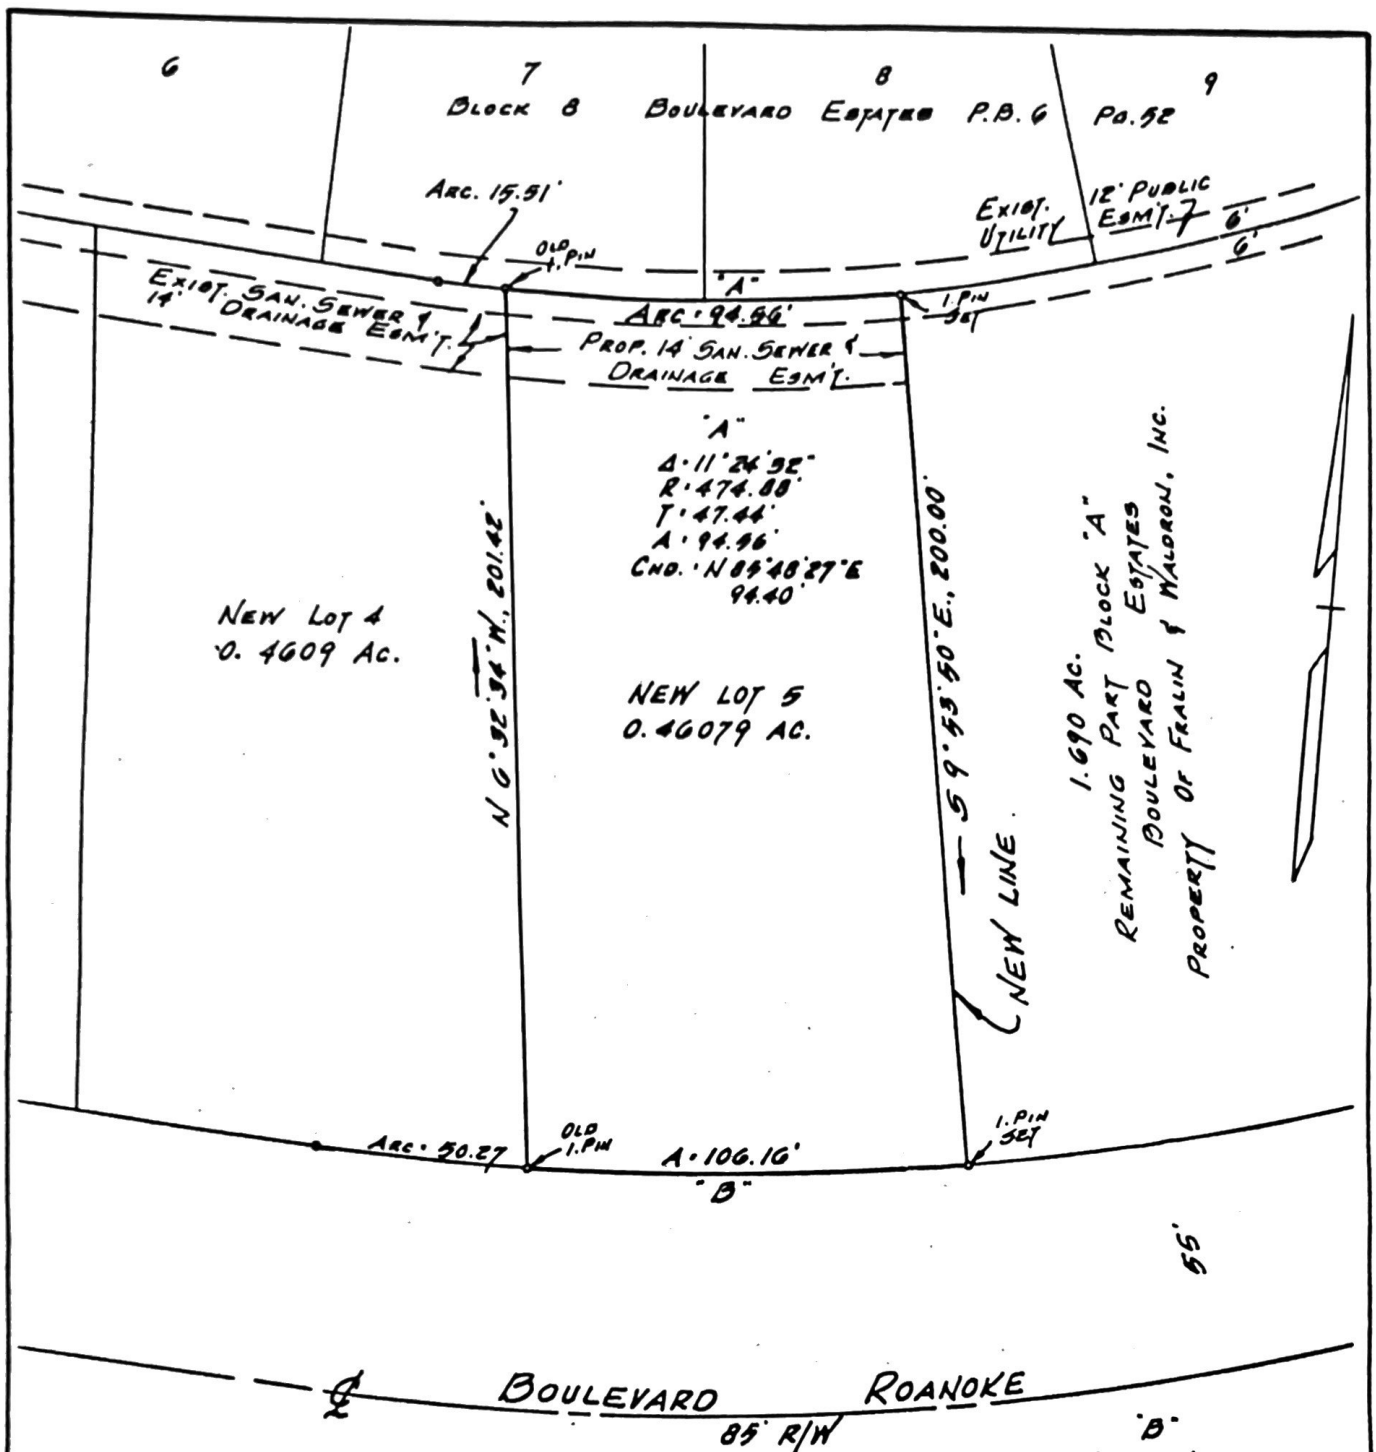 6
7
8
9
BLOCK 8 BOULEVARD ESTATES P.B. 6 PG. 52
ARC. 15.51'
OLD
I. PIN
EXIST. 12' PUBLIC
UTILITY ESM'T.
6'
6'
"A"
ARC = 94.56'
I. PIN
SET
EXIST. SAN. SEWER &
14' DRAINAGE ESM'T.
PROP. 14' SAN. SEWER &
DRAINAGE ESM'T.
"A"
Δ = 11° 24' 32"
R = 474.88'
T = 47.44'
A = 94.56'
CHD. = N 85° 48' 27" E
94.40'
NEW LOT 4
0.4609 AC.
N 6° 32' 34" W., 201.42'
NEW LOT 5
0.46079 AC.
S 9° 53' 50" E., 200.00'
NEW LINE.
1.690 AC.
REMAINING PART BLOCK "A"
BOULEVARD ESTATES
PROPERTY OF FRALIN & WALDRON, INC.
ARC = 50.27
OLD
I. PIN
A = 106.16'
"B"
I. PIN
SET
55'
℄ BOULEVARD ROANOKE
85' R/W
"B"